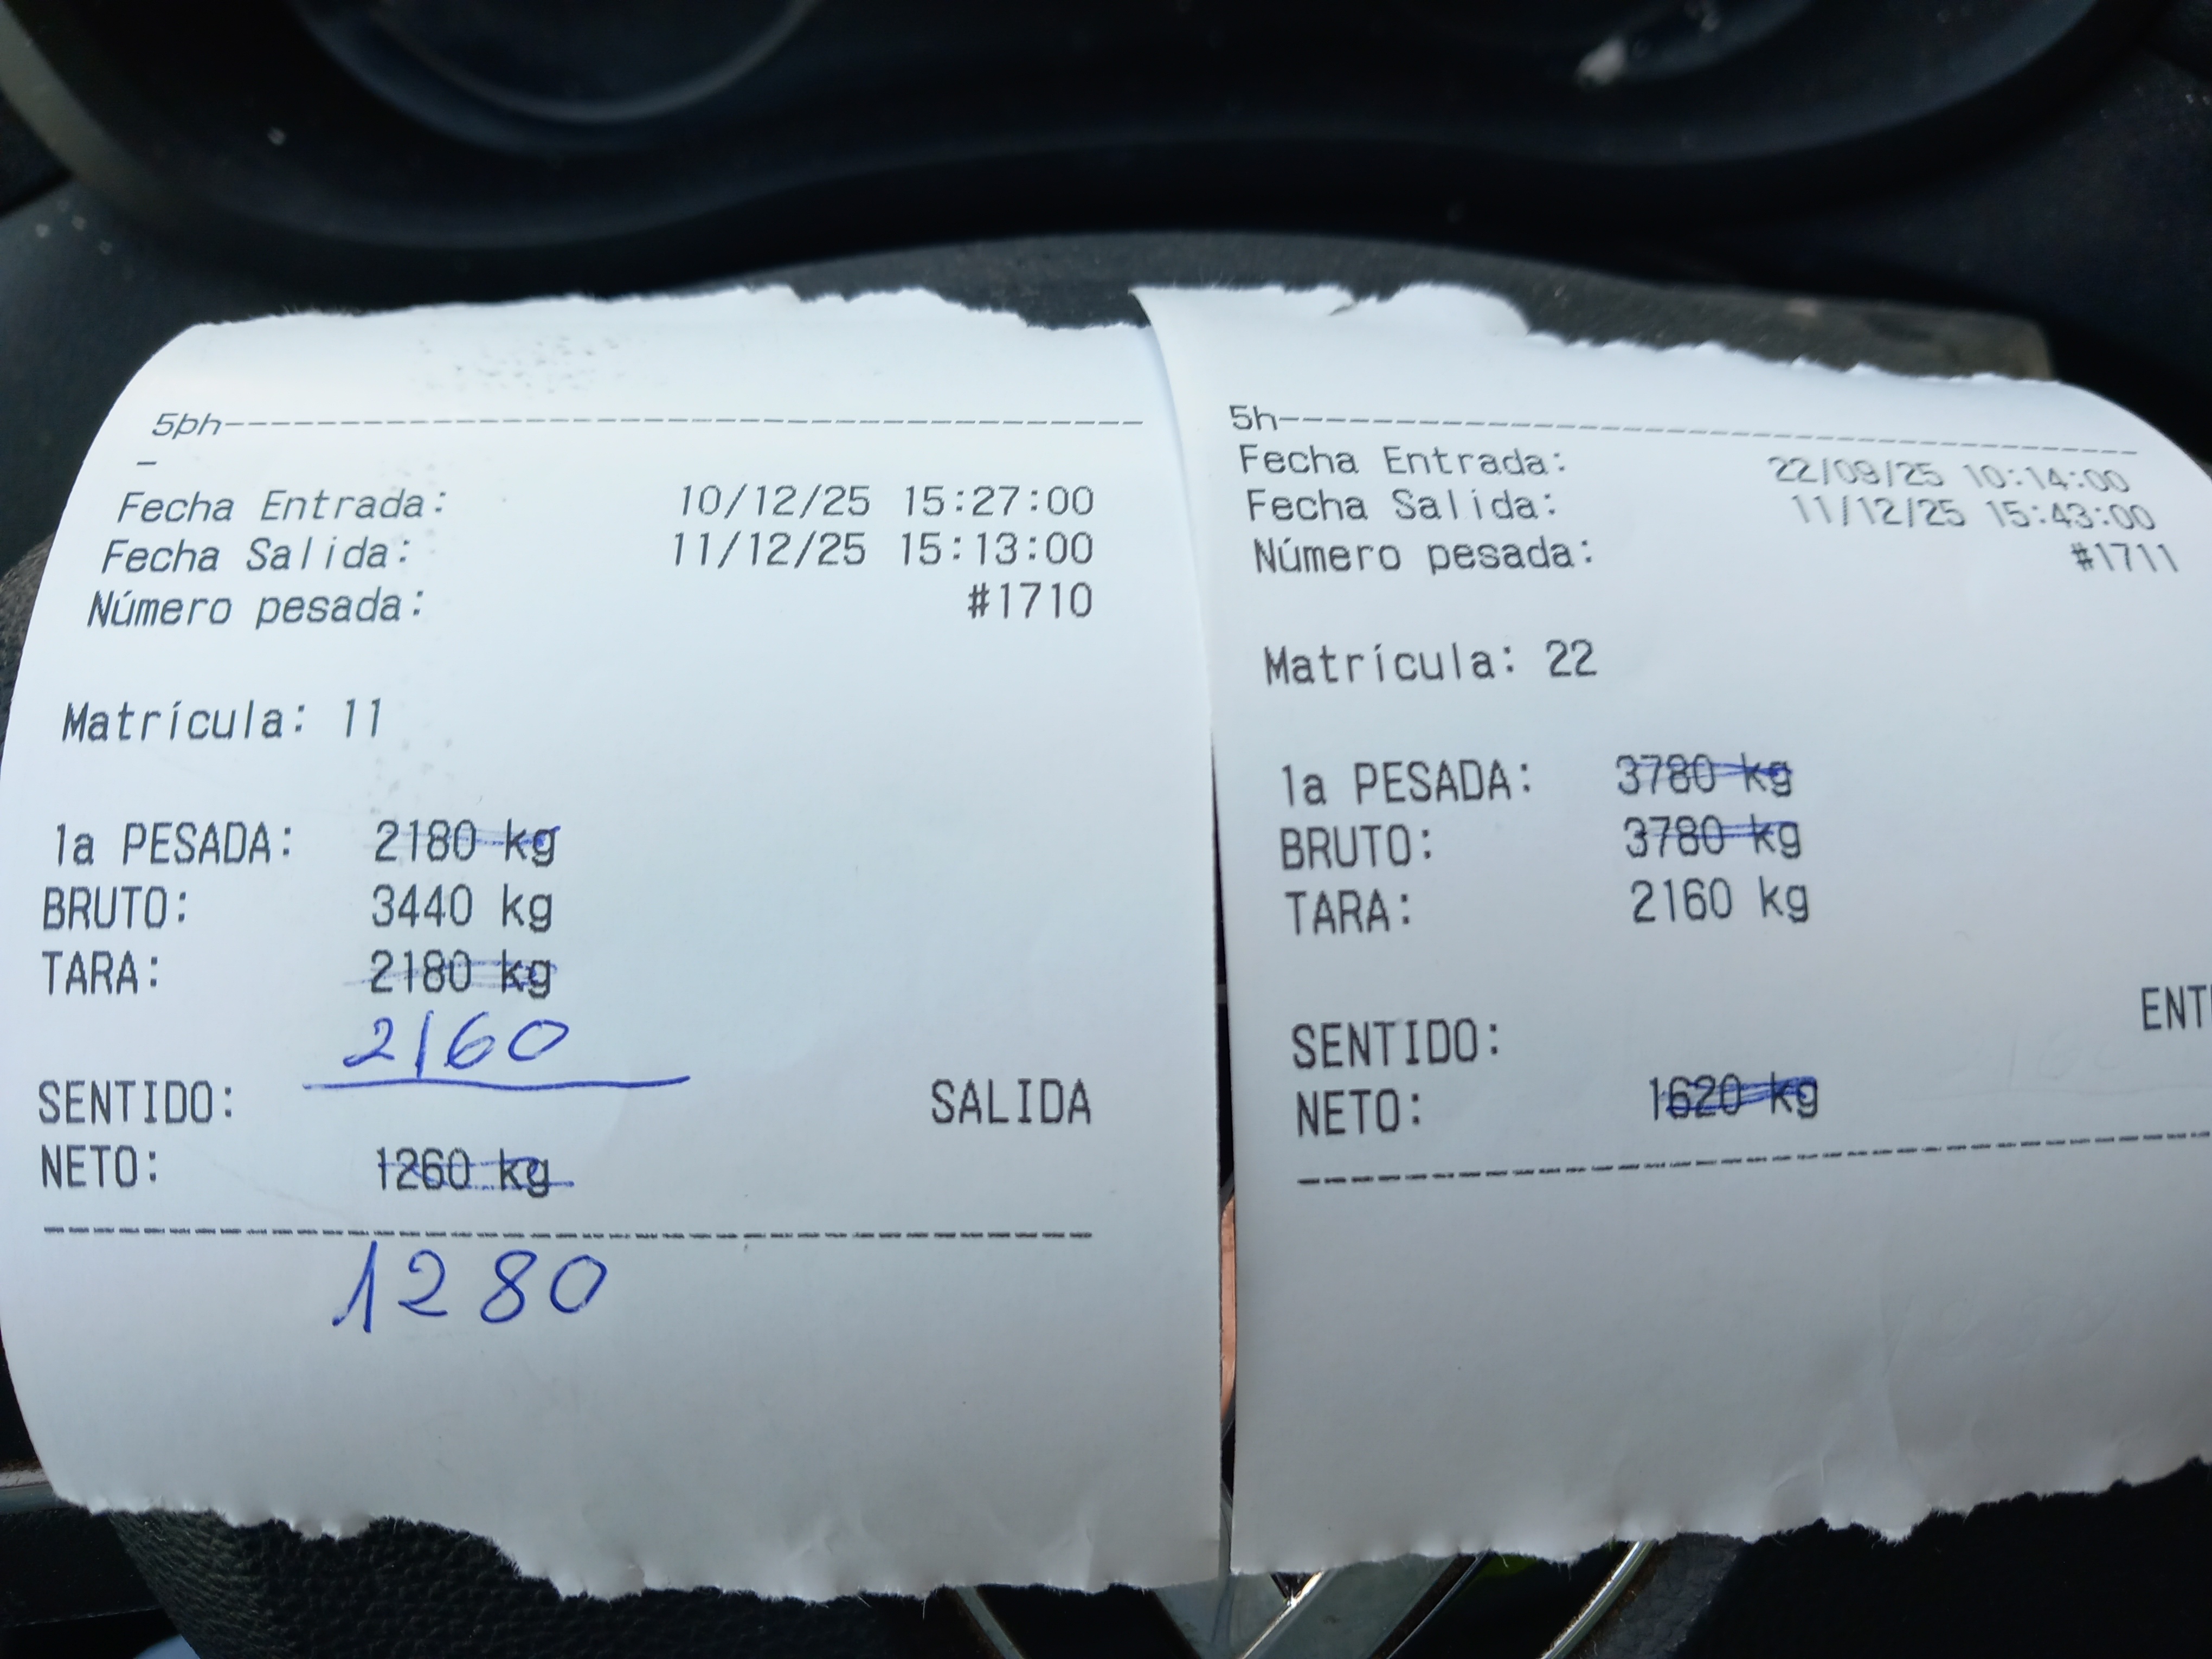 5ph--------------------------------
-
Fecha Entrada: 10/12/25 15:27:00
Fecha Salida: 11/12/25 15:13:00
Número pesada: #1710
Matrícula: 11
1a PESADA: 2180 kg
BRUTO: 3440 kg
TARA: 2180 kg
2160
SENTIDO: SALIDA
NETO: 1260 kg
1280
5h--------------------------------
Fecha Entrada: 22/09/25 10:14:00
Fecha Salida: 11/12/25 15:43:00
Número pesada: #1711
Matrícula: 22
1a PESADA: 3780 kg
BRUTO: 3780 kg
TARA: 2160 kg
SENTIDO: ENT
NETO: 1620 kg